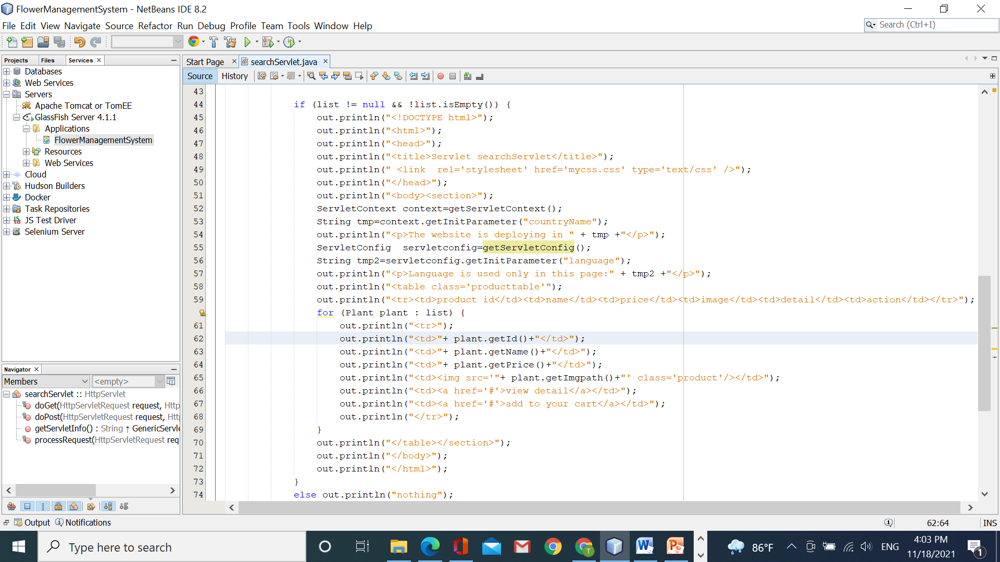 FlowerManagementSystem - NetBeans IDE 8.2
File Edit View Navigate Source Refactor Run Debug Profile Team Tools Window Help
Search (Ctrl+I)
Projects Files Services
Databases
Web Services
Servers
Apache Tomcat or TomEE
GlassFish Server 4.1.1
Applications
FlowerManagementSystem
Resources
Web Services
Cloud
Hudson Builders
Docker
Task Repositories
JS Test Driver
Selenium Server
Navigator
Members <empty>
searchServlet :: HttpServlet
doGet(HttpServletRequest request, Http
doPost(HttpServletRequest request, Htt
getServletInfo() : String ↑ GenericServle
processRequest(HttpServletRequest req
Start Page searchServlet.java
Source History
43
44 if (list != null && !list.isEmpty()) {
45 out.println("<!DOCTYPE html>");
46 out.println("<html>");
47 out.println("<head>");
48 out.println("<title>Servlet searchServlet</title>");
49 out.println(" <link  rel='stylesheet' href='mycss.css' type='text/css' />");
50 out.println("</head>");
51 out.println("<body><section>");
52 ServletContext context=getServletContext();
53 String tmp=context.getInitParameter("countryName");
54 out.println("<p>The website is deploying in " + tmp +"</p>");
55 ServletConfig  servletconfig=getServletConfig();
56 String tmp2=servletconfig.getInitParameter("language");
57 out.println("<p>Language is used only in this page:" + tmp2 +"</p>");
58 out.println("<table class='producttable'");
59 out.println("<tr><td>product id</td><td>name</td><td>price</td><td>image</td><td>detail</td><td>action</td></tr>");
for (Plant plant : list) {
61 out.println("<tr>");
62 out.println("<td>"+ plant.getId()+"</td>");
63 out.println("<td>"+ plant.getName()+"</td>");
64 out.println("<td>"+ plant.getPrice()+"</td>");
65 out.println("<td><img src='"+ plant.getImgpath()+"' class='product'/></td>");
66 out.println("<td><a href='#'>view detail</a></td>");
67 out.println("<td><a href='#'>add to your cart</a></td>");
68 out.println("</tr>");
69 }
70 out.println("</table></section>");
71 out.println("</body>");
72 out.println("</html>");
73 }
74 else out.println("nothing");
Output Notifications
62:64 INS
Type here to search
86°F ENG
4:03 PM
11/18/2021
1